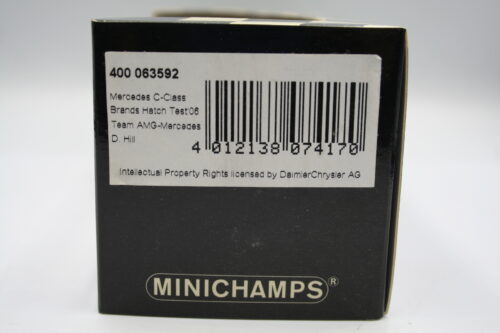 400 063592
Mercedes C-Class
Brands Hatch Test'06
Team AMG-Mercedes
D. Hill
4 012138 074170
Intellectual Property Rights licensed by DaimlerChrysler AG
MINICHAMPS®